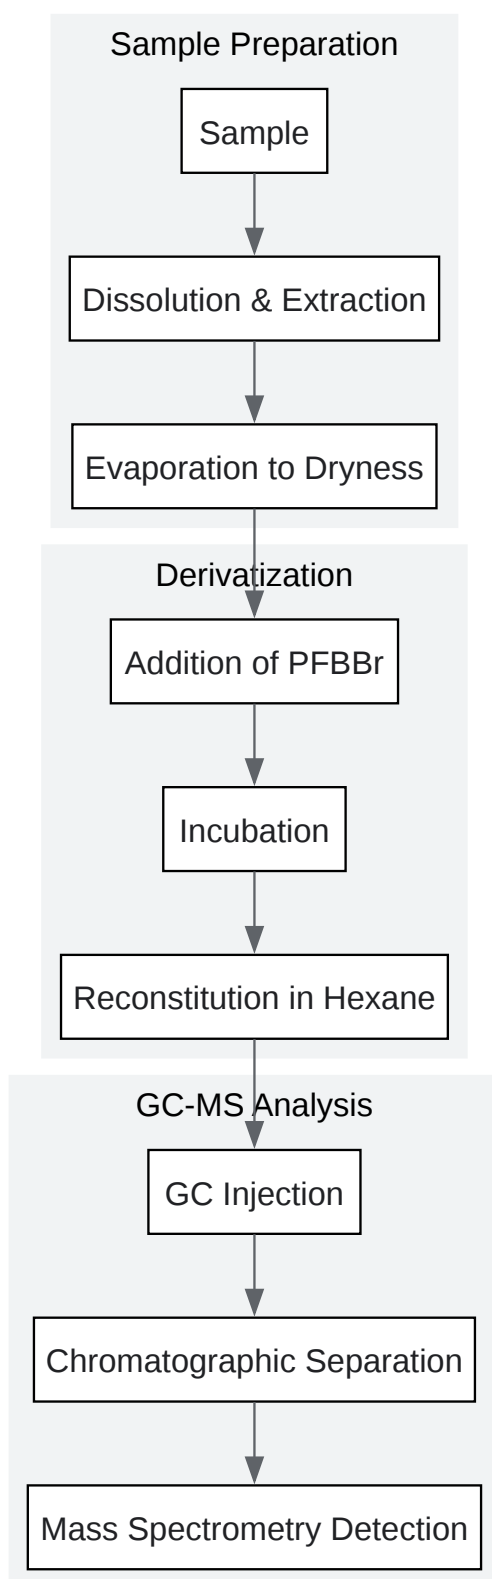 Sample Preparation
Sample
Dissolution & Extraction
Evaporation to Dryness
Derivatization
Addition of PFBBr
Incubation
Reconstitution in Hexane
GC-MS Analysis
GC Injection
Chromatographic Separation
Mass Spectrometry Detection